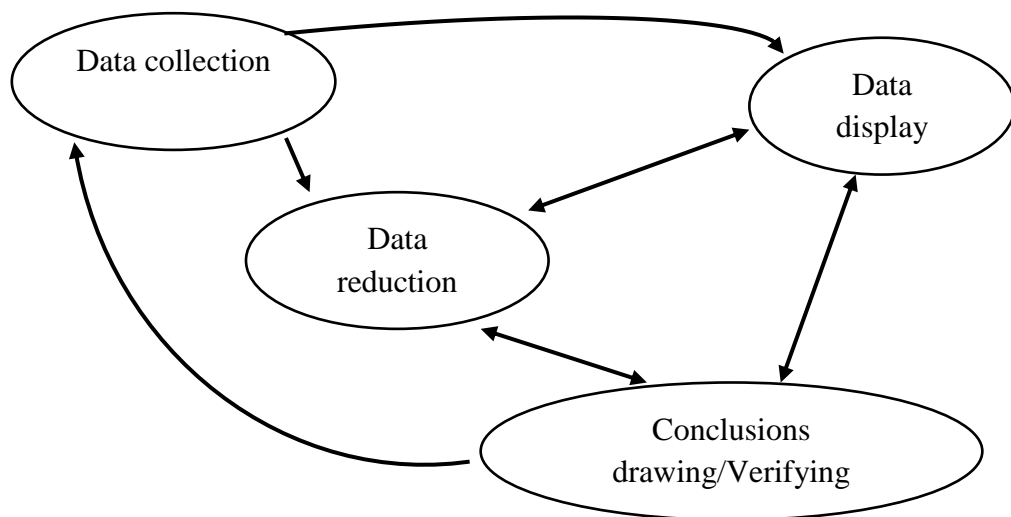 Data collection
Data
display
Data
reduction
Conclusions
drawing/Verifying